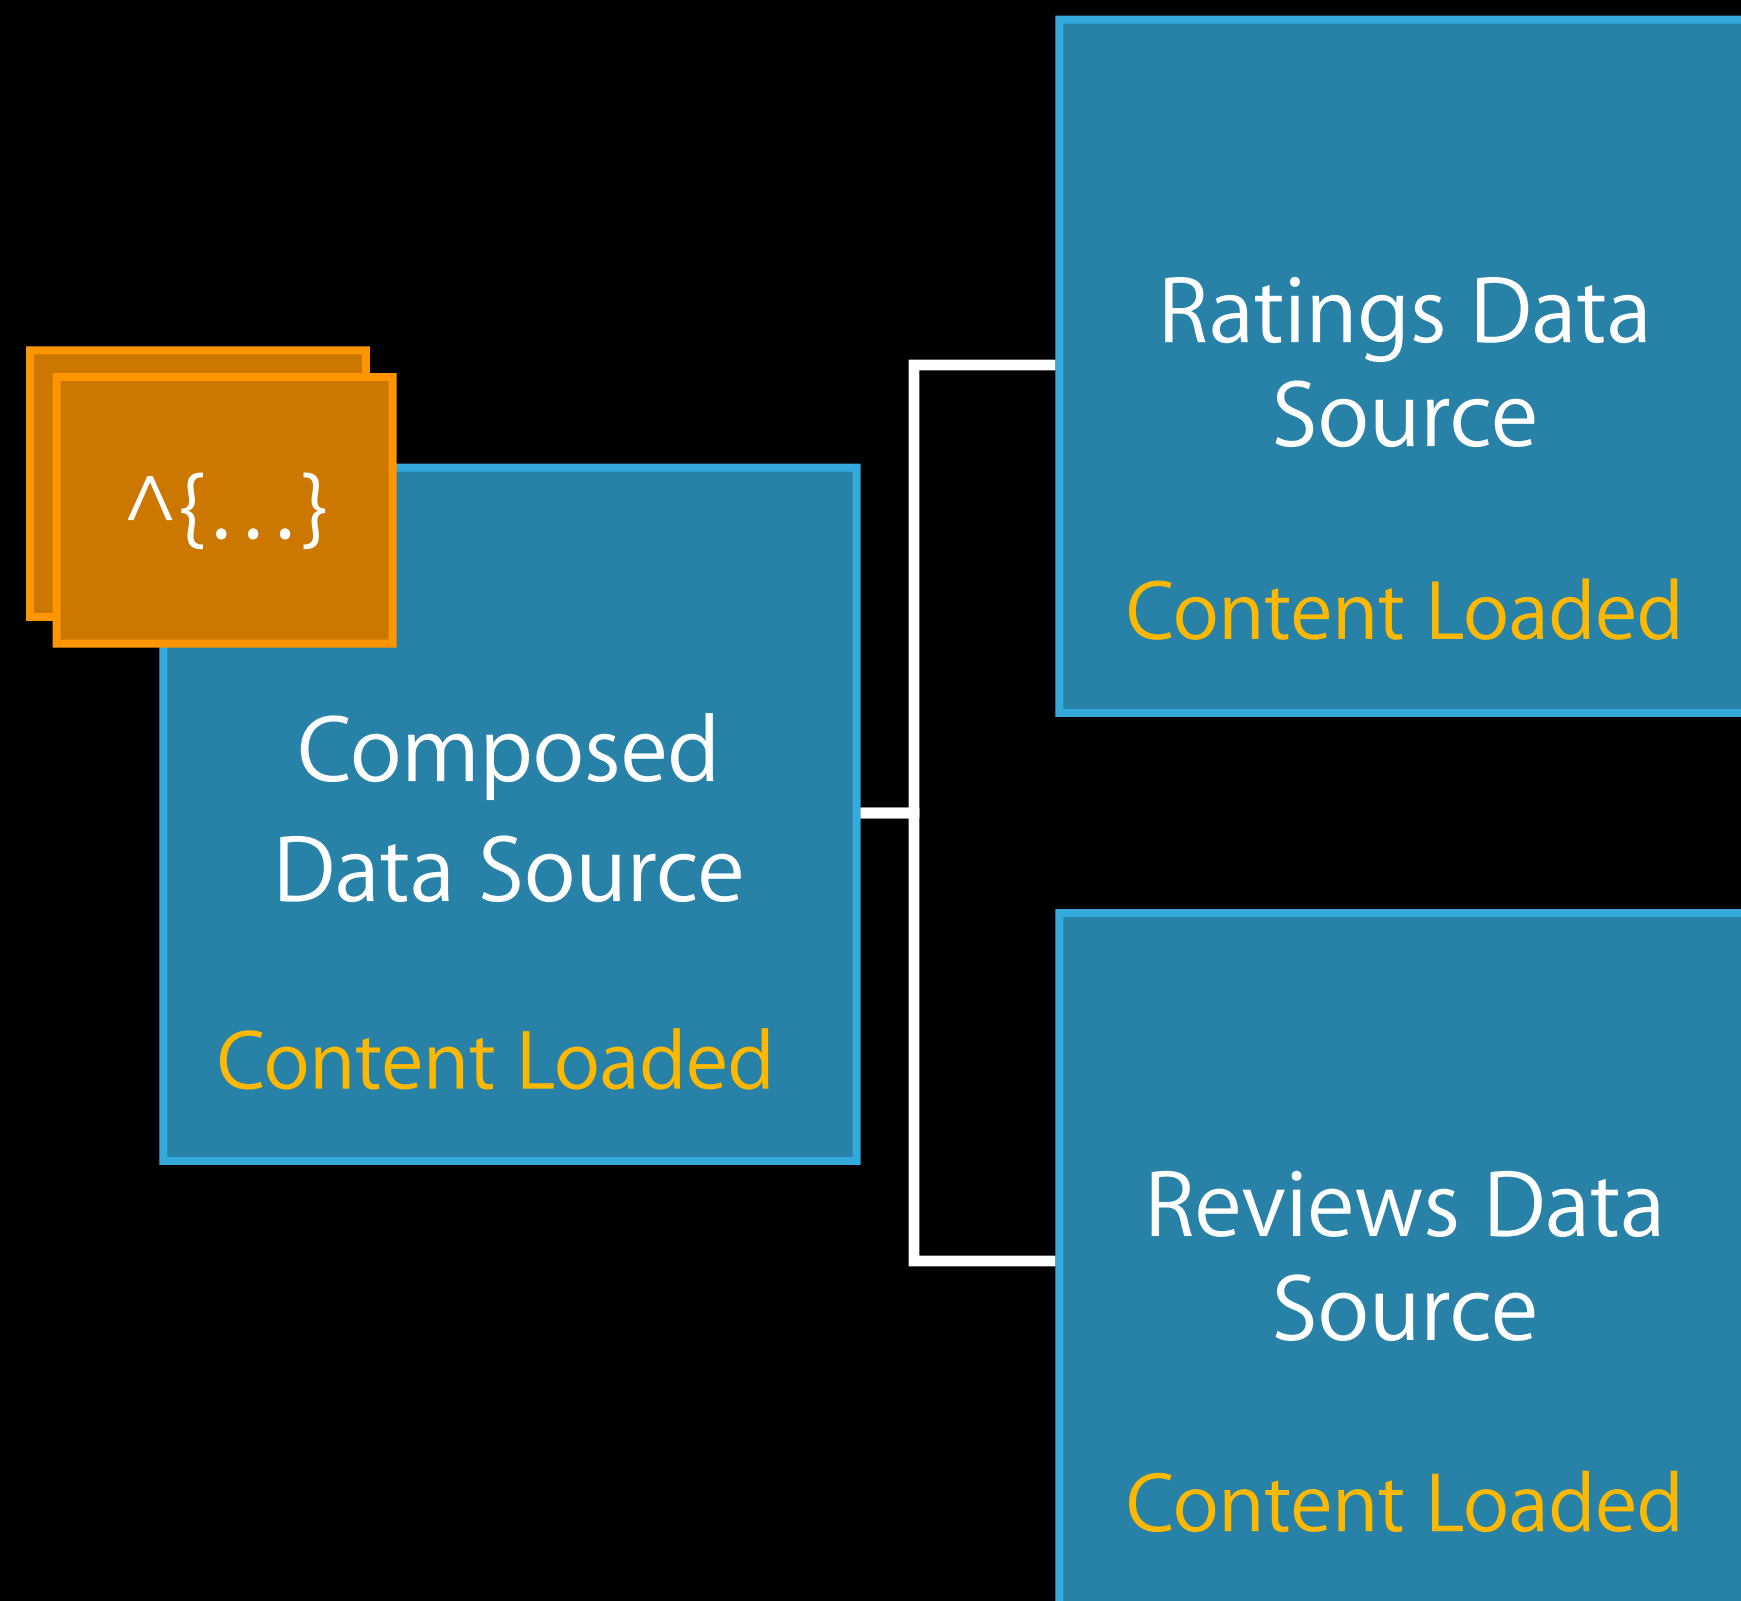 ^{…}
Composed
Data Source
Content Loaded
Ratings Data
Source
Content Loaded
Reviews Data
Source
Content Loaded